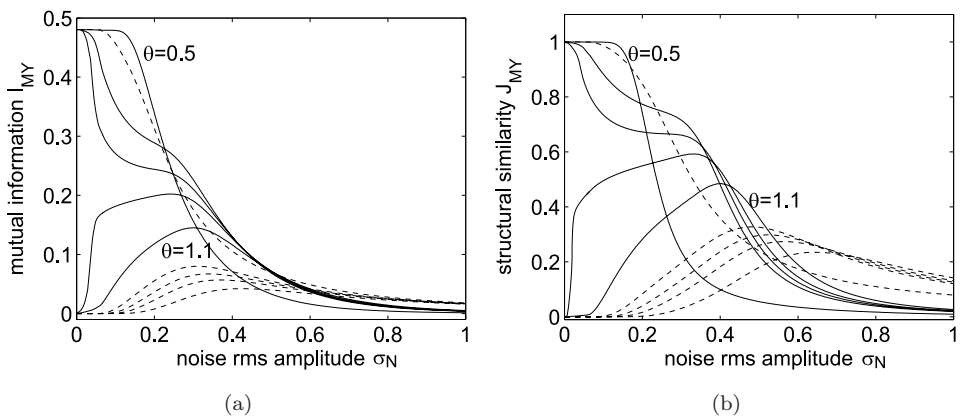 0.5
0.4
0.3
0.2
0.1
0
mutual information I_MY
θ=0.5
θ=1.1
0 0.2 0.4 0.6 0.8 1
noise rms amplitude σ_N
(a)
1
0.8
0.6
0.4
0.2
0
structural similarity J_MY
θ=0.5
θ=1.1
0 0.2 0.4 0.6 0.8 1
noise rms amplitude σ_N
(b)